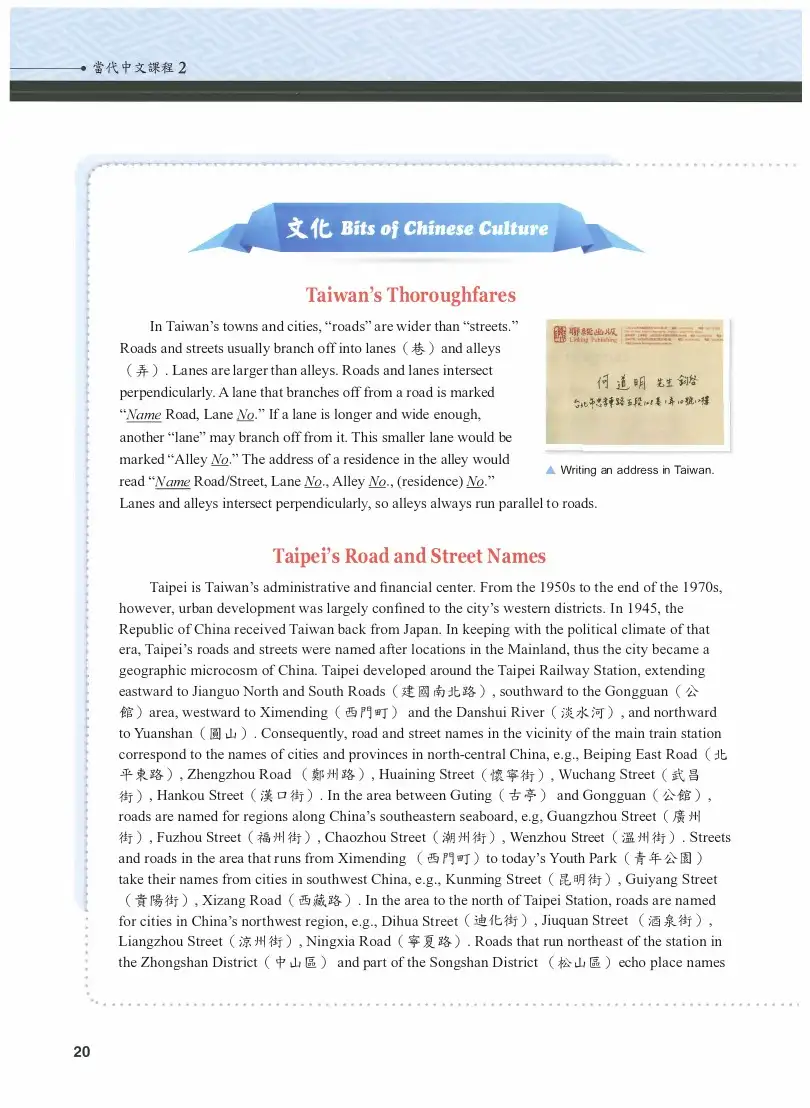 當代中文課程 2
文化 Bits of Chinese Culture
Taiwan’s Thoroughfares
In Taiwan’s towns and cities, “roads” are wider than “streets.”
Roads and streets usually branch off into lanes（巷）and alleys
（弄）. Lanes are larger than alleys. Roads and lanes intersect
perpendicularly. A lane that branches off from a road is marked
“Name Road, Lane No.” If a lane is longer and wide enough,
another “lane” may branch off from it. This smaller lane would be
marked “Alley No.” The address of a residence in the alley would
read “Name Road/Street, Lane No., Alley No., (residence) No.”
Lanes and alleys intersect perpendicularly, so alleys always run parallel to roads.
聯經出版
Linking Publishing
何道明 先生 鈞啓
▲ Writing an address in Taiwan.
Taipei’s Road and Street Names
Taipei is Taiwan’s administrative and financial center. From the 1950s to the end of the 1970s,
however, urban development was largely confined to the city’s western districts. In 1945, the
Republic of China received Taiwan back from Japan. In keeping with the political climate of that
era, Taipei’s roads and streets were named after locations in the Mainland, thus the city became a
geographic microcosm of China. Taipei developed around the Taipei Railway Station, extending
eastward to Jianguo North and South Roads（建國南北路）, southward to the Gongguan（公
館）area, westward to Ximending（西門町） and the Danshui River（淡水河）, and northward
to Yuanshan（圓山）. Consequently, road and street names in the vicinity of the main train station
correspond to the names of cities and provinces in north-central China, e.g., Beiping East Road（北
平東路）, Zhengzhou Road （鄭州路）, Huaining Street（懷寧街）, Wuchang Street（武昌
街）, Hankou Street（漢口街）. In the area between Guting（古亭） and Gongguan（公館）,
roads are named for regions along China’s southeastern seaboard, e.g, Guangzhou Street（廣州
街）, Fuzhou Street（福州街）, Chaozhou Street（潮州街）, Wenzhou Street（溫州街）. Streets
and roads in the area that runs from Ximending （西門町）to today’s Youth Park（青年公園）
take their names from cities in southwest China, e.g., Kunming Street（昆明街）, Guiyang Street
（貴陽街）, Xizang Road（西藏路）. In the area to the north of Taipei Station, roads are named
for cities in China’s northwest region, e.g., Dihua Street（迪化街）, Jiuquan Street （酒泉街）,
Liangzhou Street（涼州街）, Ningxia Road（寧夏路）. Roads that run northeast of the station in
the Zhongshan District（中山區） and part of the Songshan District （松山區）echo place names
20